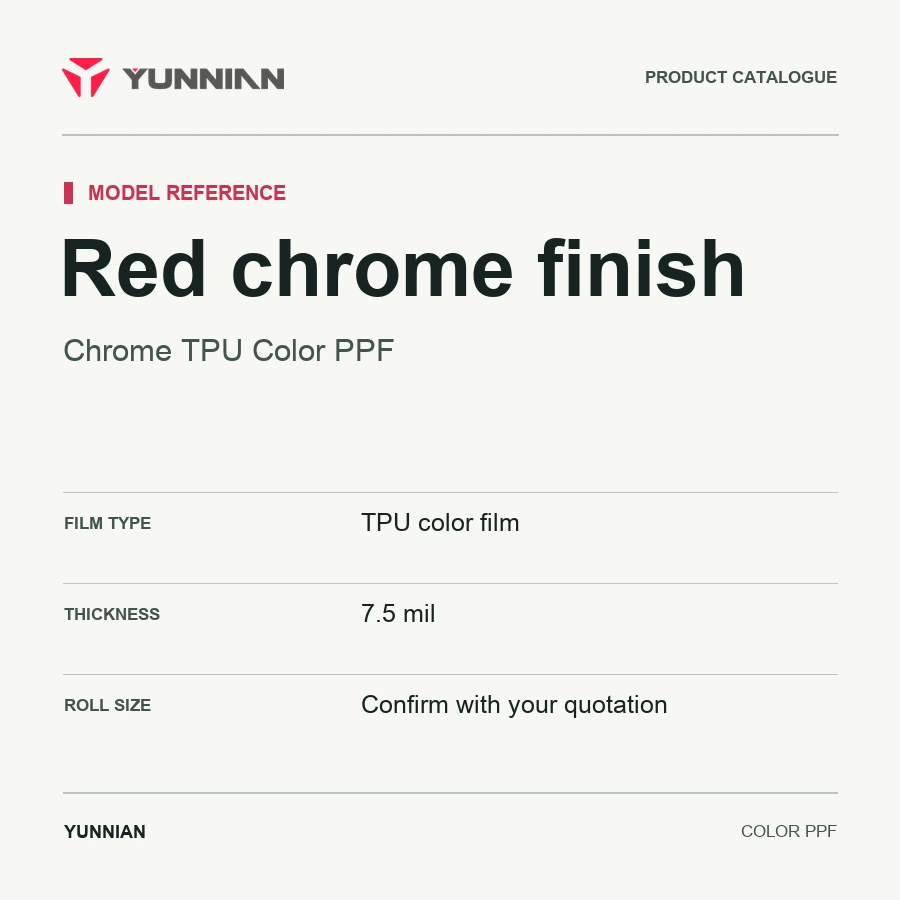 YUNNIAN
PRODUCT CATALOGUE
MODEL REFERENCE
Red chrome finish
Chrome TPU Color PPF
FILM TYPE
TPU color film
THICKNESS
7.5 mil
ROLL SIZE
Confirm with your quotation
YUNNIAN
COLOR PPF